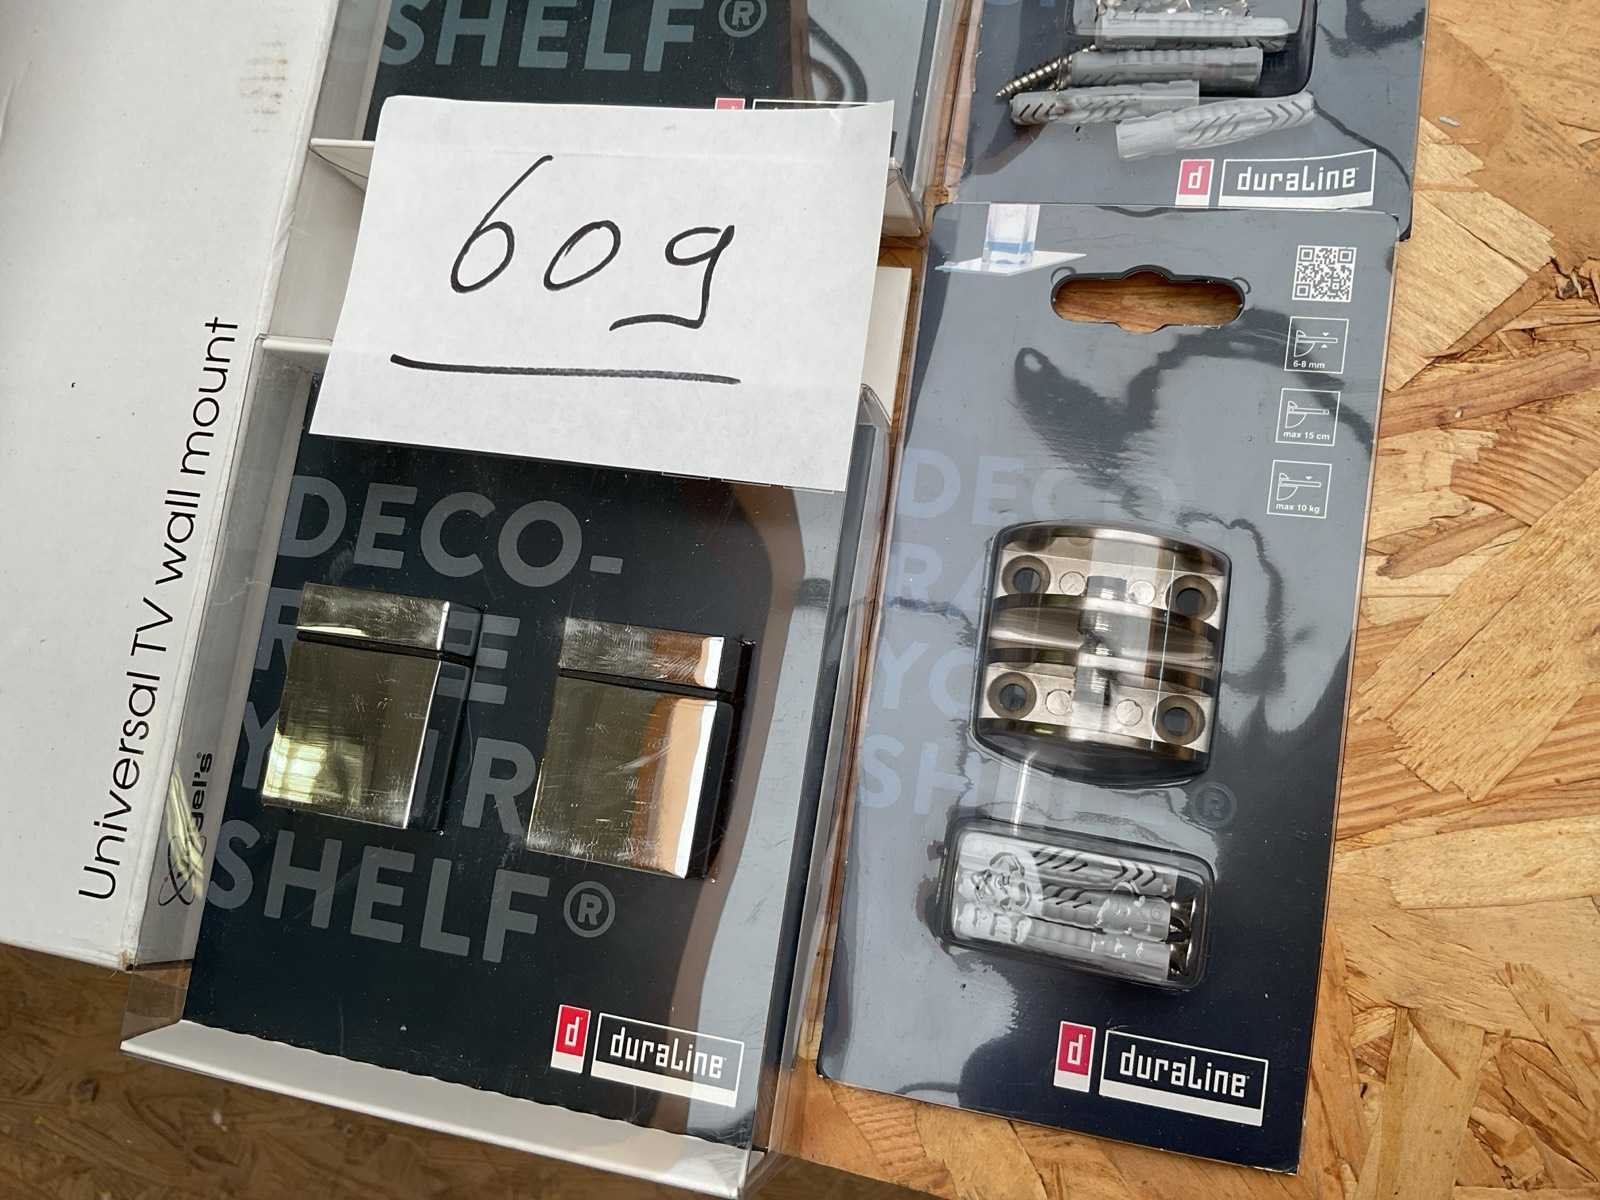 SHELF®
d duraline
609
Universal TV wall mount
DECO-
YOUR
SHELF®
d duraline
6-8 mm
max 15 cm
max 10 kg
DECO
d duraline